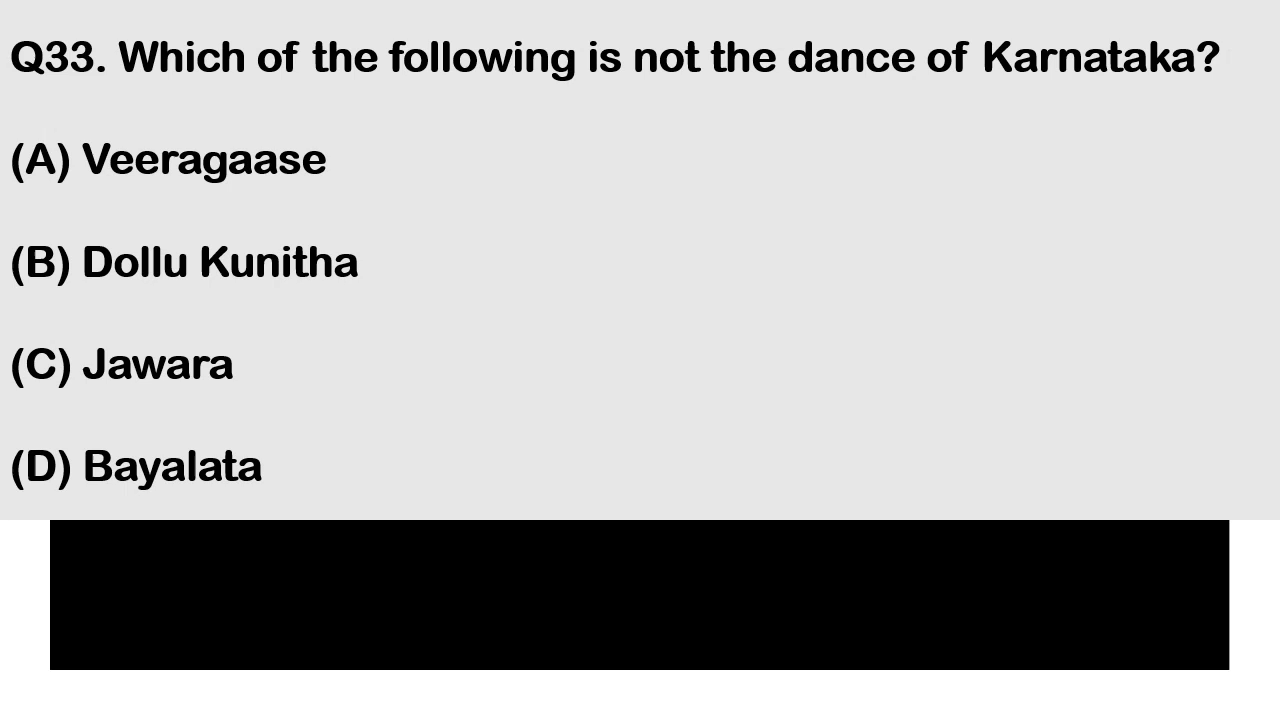 Q33. Which of the following is not the dance of Karnataka?
(A) Veeragaase
(B) Dollu Kunitha
(C) Jawara
(D) Bayalata